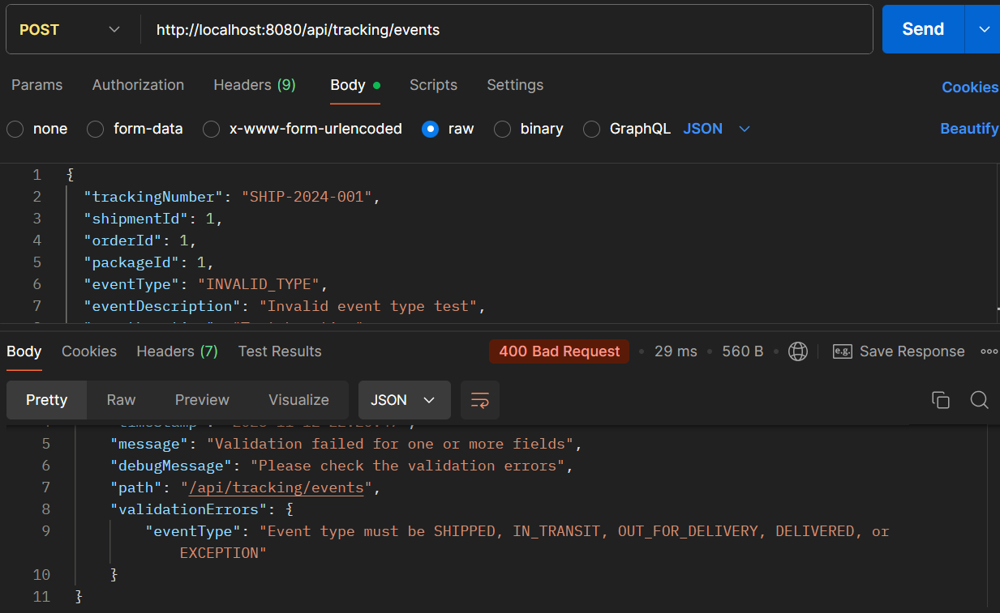 POST http://localhost:8080/api/tracking/events Send
Params Authorization Headers (9) Body Scripts Settings Cookies
none form-data x-www-form-urlencoded raw binary GraphQL JSON Beautify
1 {
2 "trackingNumber": "SHIP-2024-001",
3 "shipmentId": 1,
4 "orderId": 1,
5 "packageId": 1,
6 "eventType": "INVALID_TYPE",
7 "eventDescription": "Invalid event type test",
Body Cookies Headers (7) Test Results 400 Bad Request 29 ms 560 B e.g. Save Response
Pretty Raw Preview Visualize JSON
5 "message": "Validation failed for one or more fields",
6 "debugMessage": "Please check the validation errors",
7 "path": "/api/tracking/events",
8 "validationErrors": {
9 "eventType": "Event type must be SHIPPED, IN_TRANSIT, OUT_FOR_DELIVERY, DELIVERED, or
EXCEPTION"
10 }
11 }